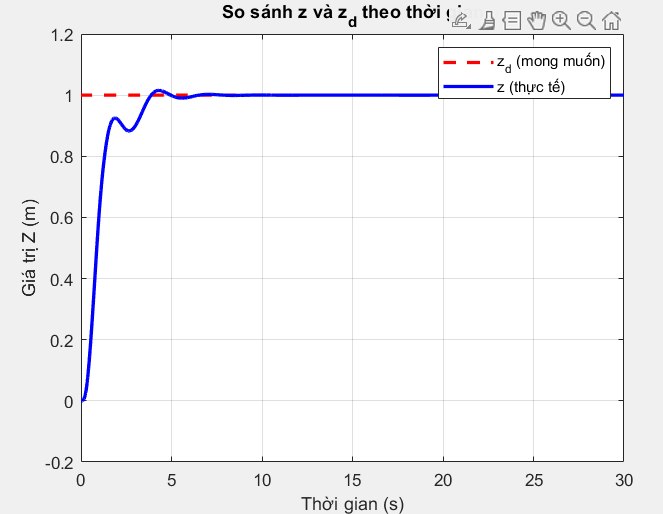 So sánh z và z_d theo thời
z_d (mong muốn)
z (thực tế)
Giá trị Z (m)
1.2
1
0.8
0.6
0.4
0.2
0
-0.2
0 5 10 15 20 25 30
Thời gian (s)